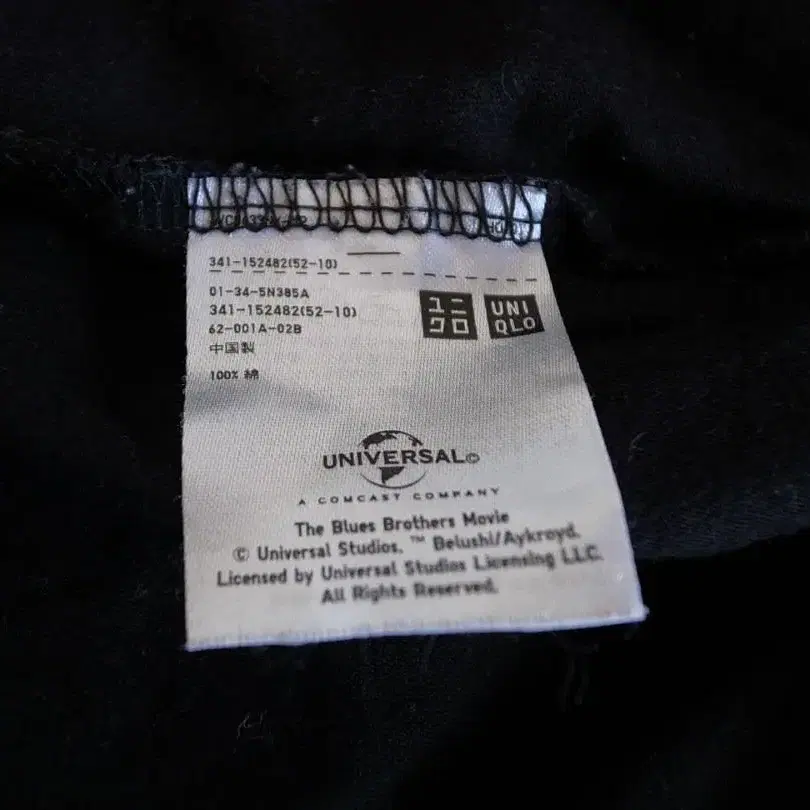 341-152482(52-10)
01-34-5N385A
341-152482(52-10)
62-001A-02B
中国製
100% 綿
ユニ
クロ
UNI
QLO
UNIVERSAL©
A COMCAST COMPANY
The Blues Brothers Movie
© Universal Studios. ™ Belushi/Aykroyd.
Licensed by Universal Studios Licensing LLC.
All Rights Reserved.